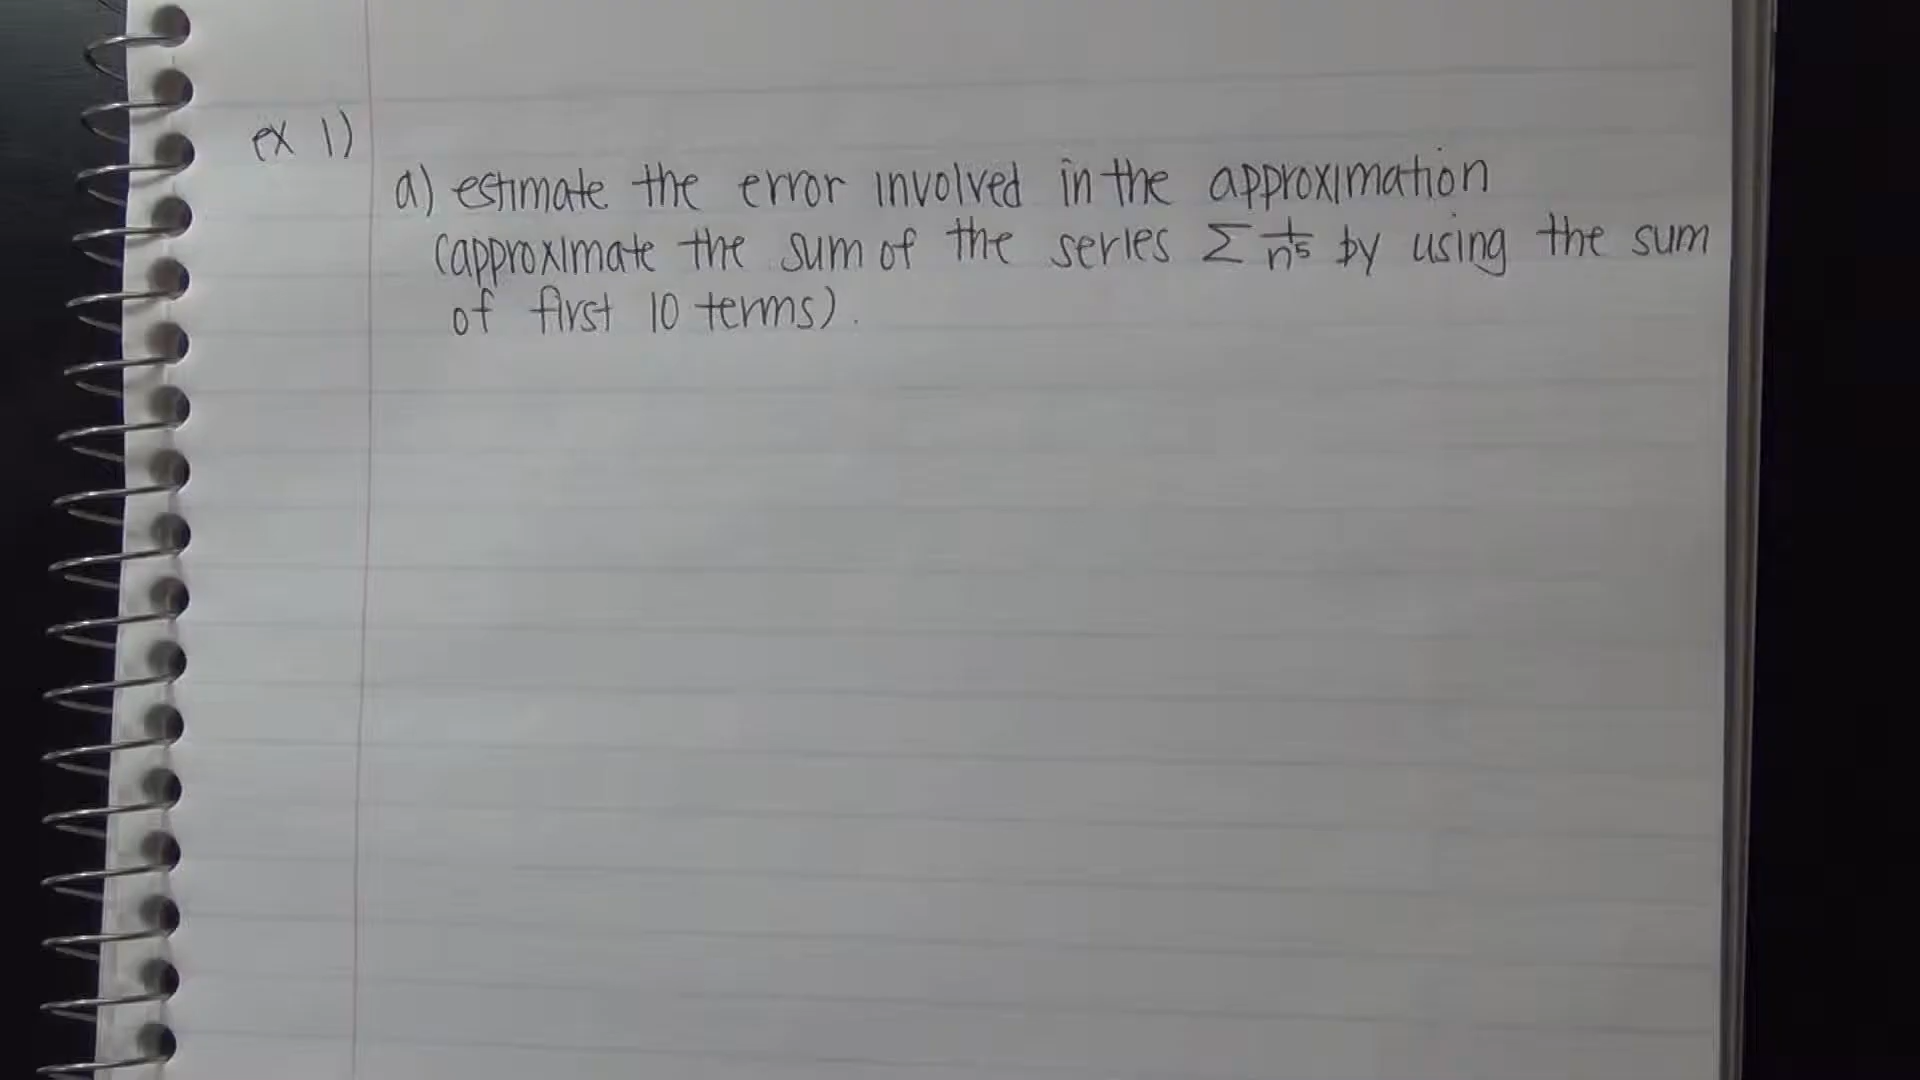 ex 1)
a) estimate the error involved in the approximation
(approximate the sum of the series Σ 1/n⁵ by using the sum
of first 10 terms).